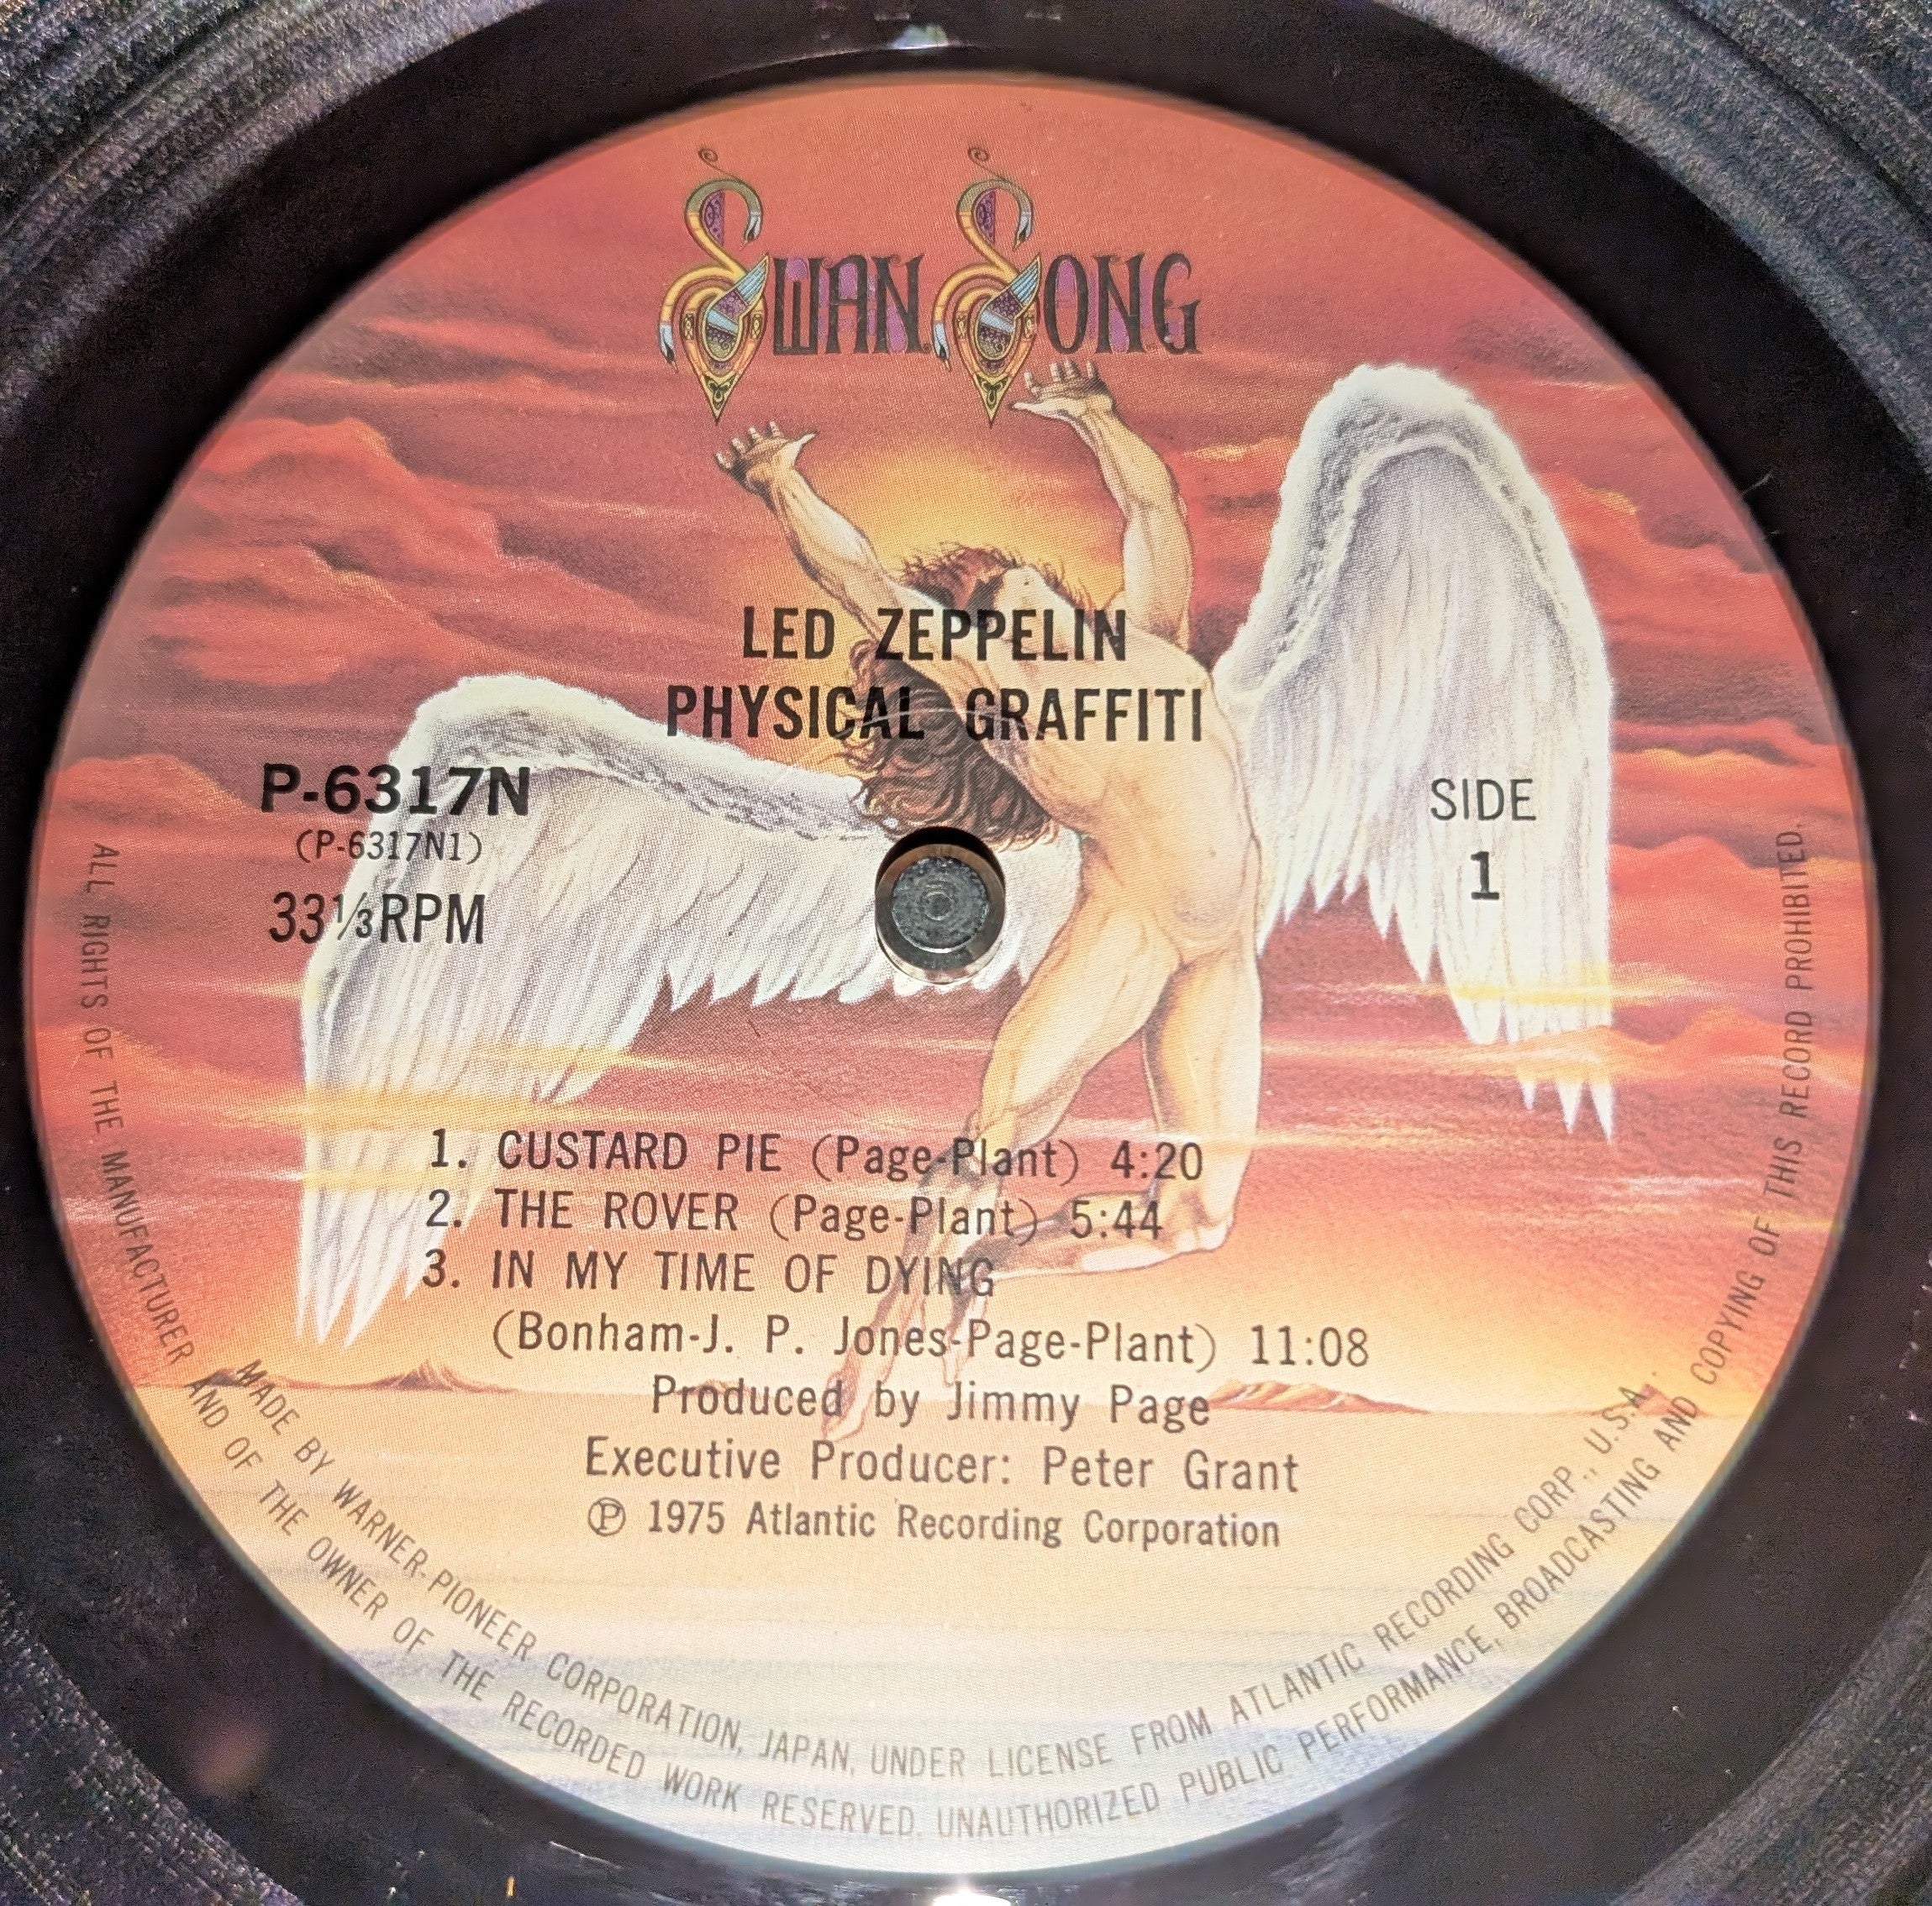 SWAN SONG
LED ZEPPELIN
PHYSICAL GRAFFITI
P-6317N
(P-6317N1)
33⅓RPM
SIDE
1
1. CUSTARD PIE (Page-Plant) 4:20
2. THE ROVER (Page-Plant) 5:44
3. IN MY TIME OF DYING
(Bonham-J. P. Jones-Page-Plant) 11:08
Produced by Jimmy Page
Executive Producer: Peter Grant
℗ 1975 Atlantic Recording Corporation
MADE BY WARNER-PIONEER CORPORATION, JAPAN, UNDER LICENSE FROM ATLANTIC RECORDING CORP., U.S.A..
ALL RIGHTS OF THE MANUFACTURER AND OF THE OWNER OF THE RECORDED WORK RESERVED. UNAUTHORIZED PUBLIC PERFORMANCE, BROADCASTING AND COPYING OF THIS RECORD PROHIBITED.